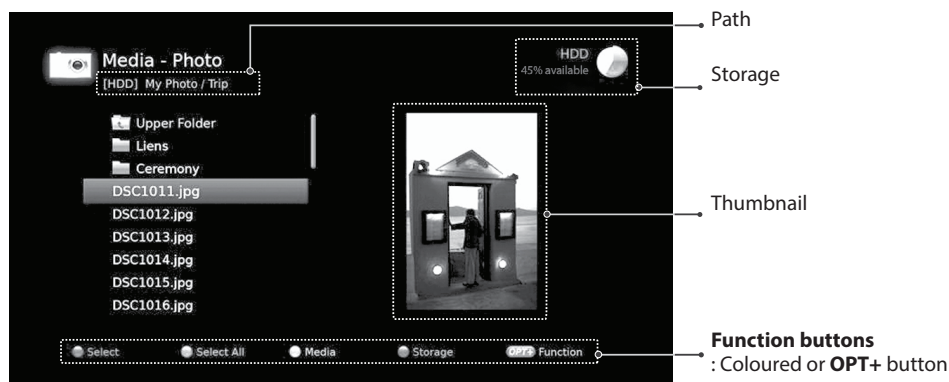 Path
Media - Photo
HDD
[HDD] My Photo / Trip
45% available
Storage
Upper Folder
Liens
Ceremony
DSC1011.jpg
Thumbnail
DSC1012.jpg
DSC1013.jpg
DSC1014.jpg
DSC1015.jpg
DSC1016.jpg
Function buttons
Select Select All Media Storage OPT+ Function
: Coloured or OPT+ button